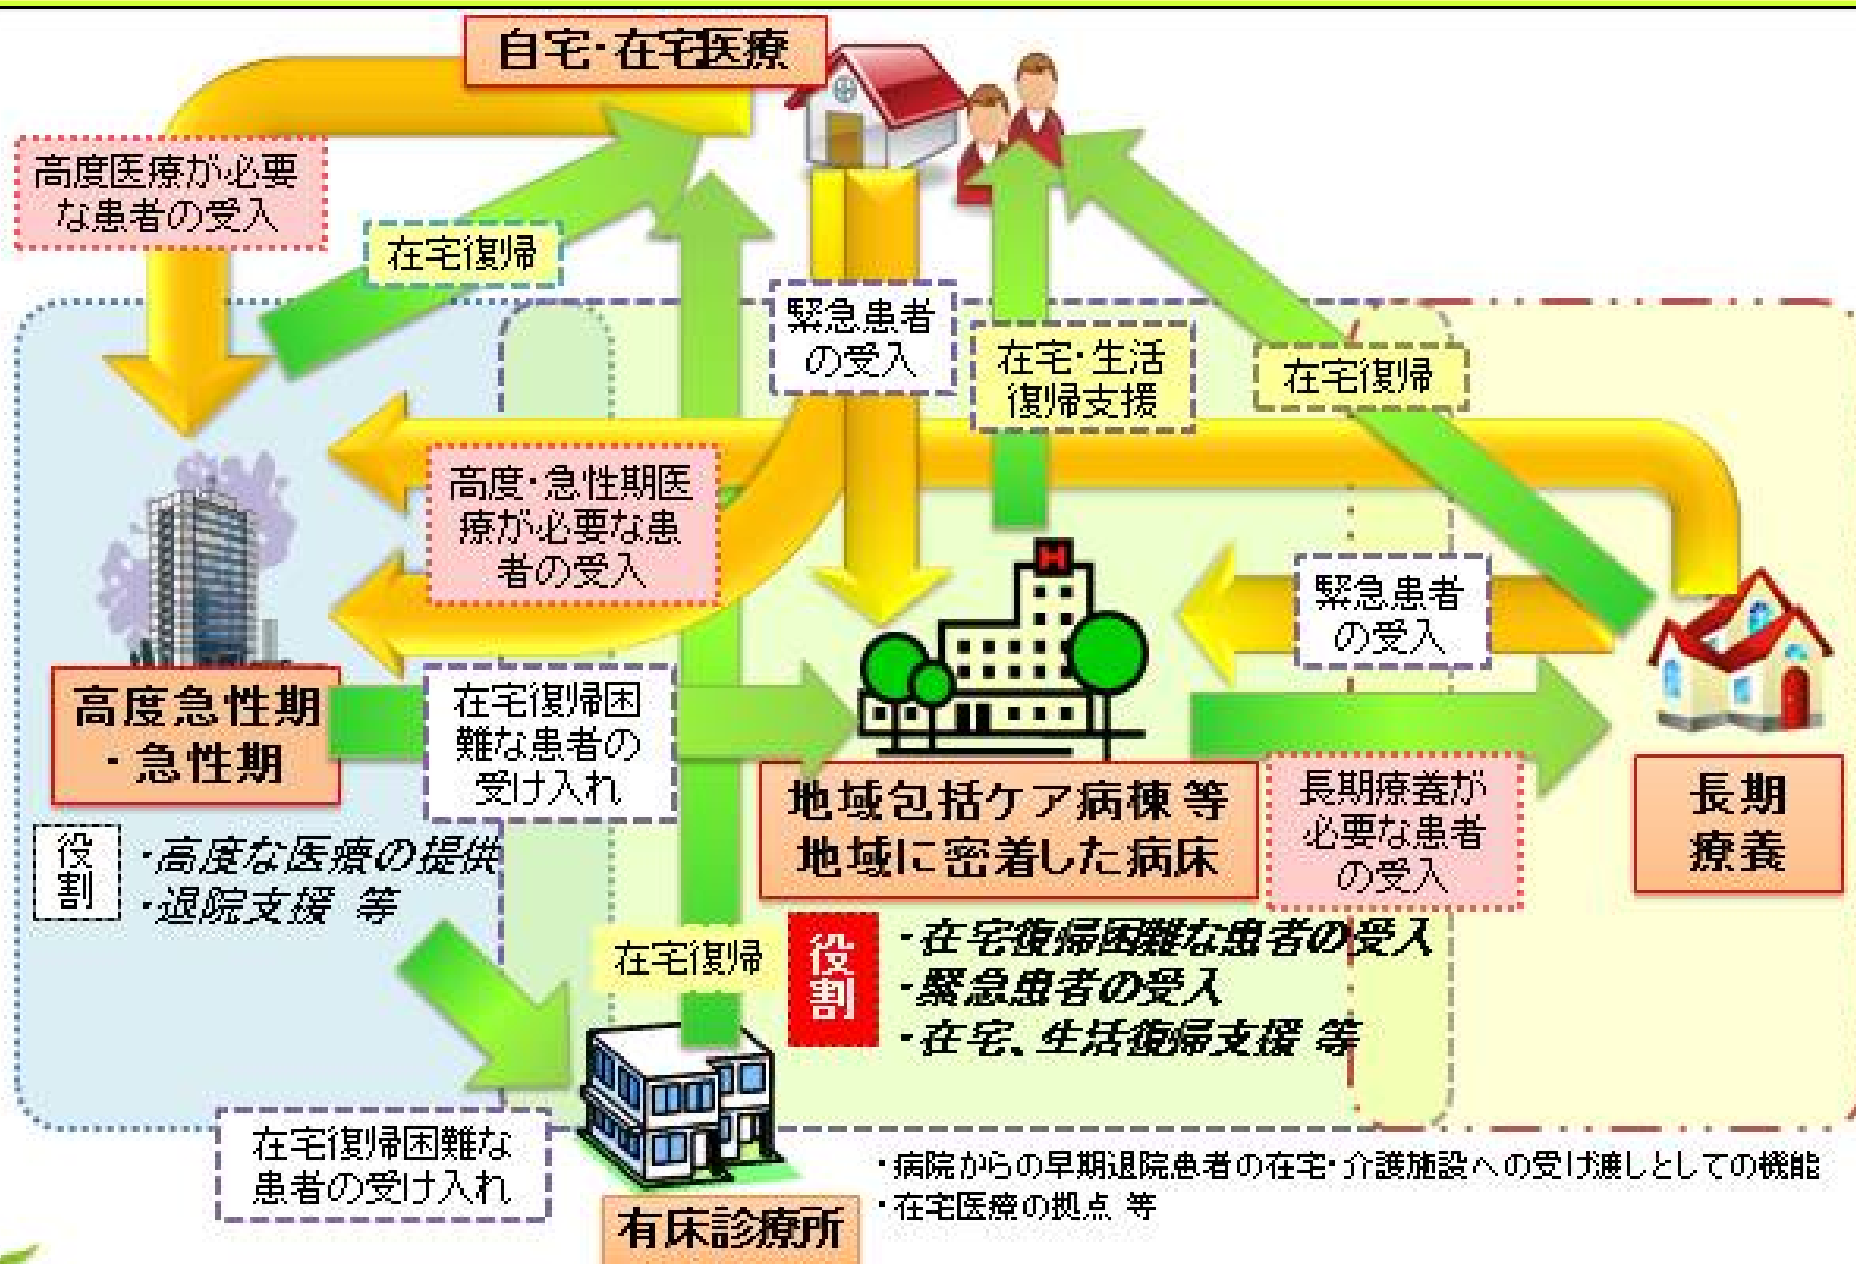 自宅・在宅医療
高度医療が必要
な患者の受入
在宅復帰
緊急患者
の受入
在宅・生活
復帰支援
在宅復帰
高度・急性期医
療が必要な患
者の受入
H
緊急患者
の受入
高度急性期
・急性期
在宅復帰困
難な患者の
受け入れ
地域包括ケア病棟等
地域に密着した病床
長期療養が
必要な患者
の受入
長期
療養
役割
・高度な医療の提供
・退院支援 等
在宅復帰
役割
・在宅復帰困難な患者の受入
・緊急患者の受入
・在宅、生活復帰支援 等
在宅復帰困難な
患者の受け入れ
有床診療所
・病院からの早期退院患者の在宅・介護施設への受け渡しとしての機能
・在宅医療の拠点 等